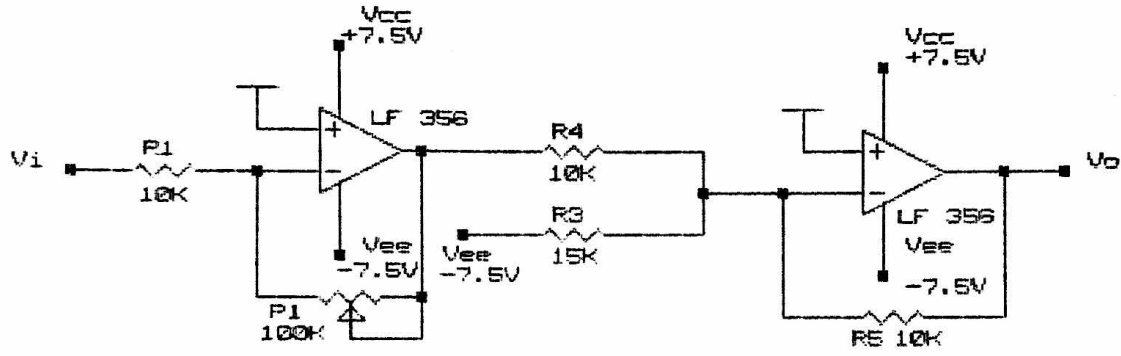 Vcc
+7.5V
Vcc
+7.5V
LF 356
R4
10K
Vi
P1
10K
Vo
R3
15K
LF 356
Vee
-7.5V
Vee
-7.5V
Vee
-7.5V
P1
100K
R5 10K